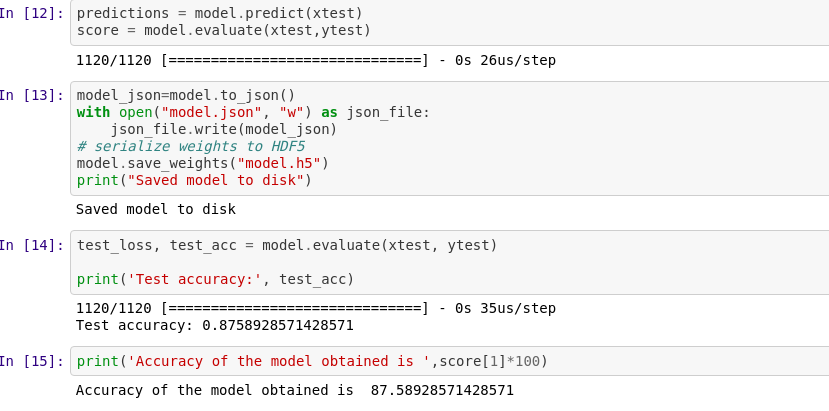 In [12]: predictions = model.predict(xtest)
score = model.evaluate(xtest,ytest)
1120/1120 [==============================] - 0s 26us/step
In [13]: model_json=model.to_json()
with open("model.json", "w") as json_file:
    json_file.write(model_json)
# serialize weights to HDF5
model.save_weights("model.h5")
print("Saved model to disk")
Saved model to disk
In [14]: test_loss, test_acc = model.evaluate(xtest, ytest)
print('Test accuracy:', test_acc)
1120/1120 [==============================] - 0s 35us/step
Test accuracy: 0.8758928571428571
In [15]: print('Accuracy of the model obtained is ',score[1]*100)
Accuracy of the model obtained is  87.58928571428571